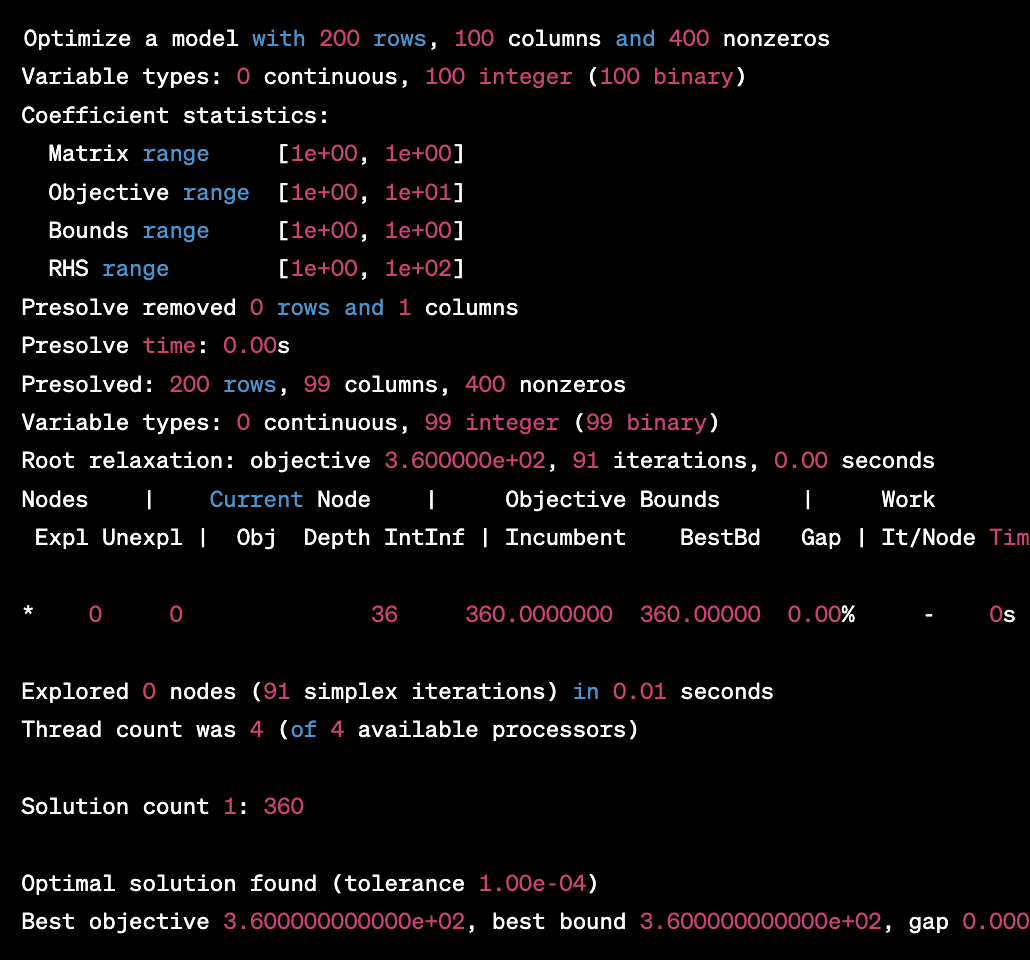 Optimize a model with 200 rows, 100 columns and 400 nonzeros
Variable types: 0 continuous, 100 integer (100 binary)
Coefficient statistics:
  Matrix range     [1e+00, 1e+00]
  Objective range  [1e+00, 1e+01]
  Bounds range     [1e+00, 1e+00]
  RHS range        [1e+00, 1e+02]
Presolve removed 0 rows and 1 columns
Presolve time: 0.00s
Presolved: 200 rows, 99 columns, 400 nonzeros
Variable types: 0 continuous, 99 integer (99 binary)
Root relaxation: objective 3.600000e+02, 91 iterations, 0.00 seconds
Nodes    |    Current Node    |     Objective Bounds      |     Work
 Expl Unexpl |  Obj  Depth IntInf | Incumbent    BestBd   Gap | It/Node Tim
*    0     0              36     360.0000000  360.00000  0.00%     -    0s
Explored 0 nodes (91 simplex iterations) in 0.01 seconds
Thread count was 4 (of 4 available processors)
Solution count 1: 360
Optimal solution found (tolerance 1.00e-04)
Best objective 3.600000000000e+02, best bound 3.600000000000e+02, gap 0.000